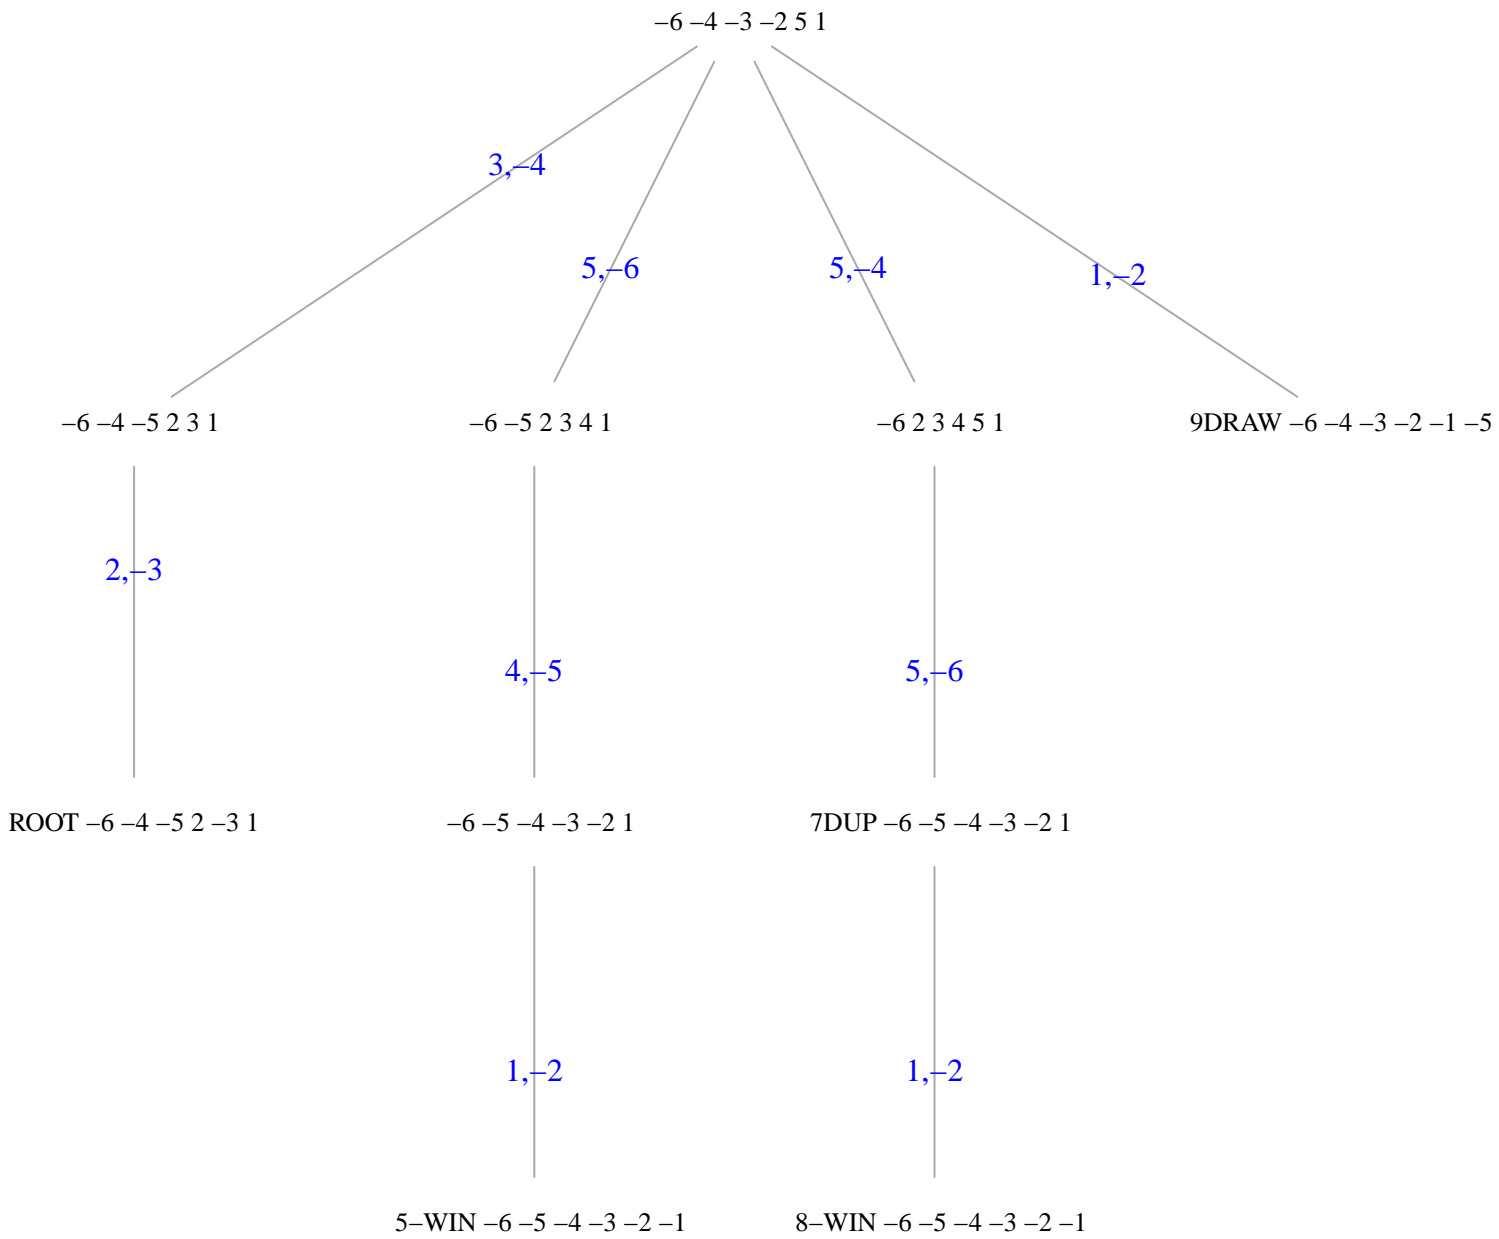 –6 –4 –3 –2 5 1
3,–4
5,–6
5,–4
1,–2
–6 –4 –5 2 3 1
–6 –5 2 3 4 1
–6 2 3 4 5 1
9DRAW –6 –4 –3 –2 –1 –5
2,–3
4,–5
5,–6
ROOT –6 –4 –5 2 –3 1
–6 –5 –4 –3 –2 1
7DUP –6 –5 –4 –3 –2 1
1,–2
1,–2
5–WIN –6 –5 –4 –3 –2 –1
8–WIN –6 –5 –4 –3 –2 –1